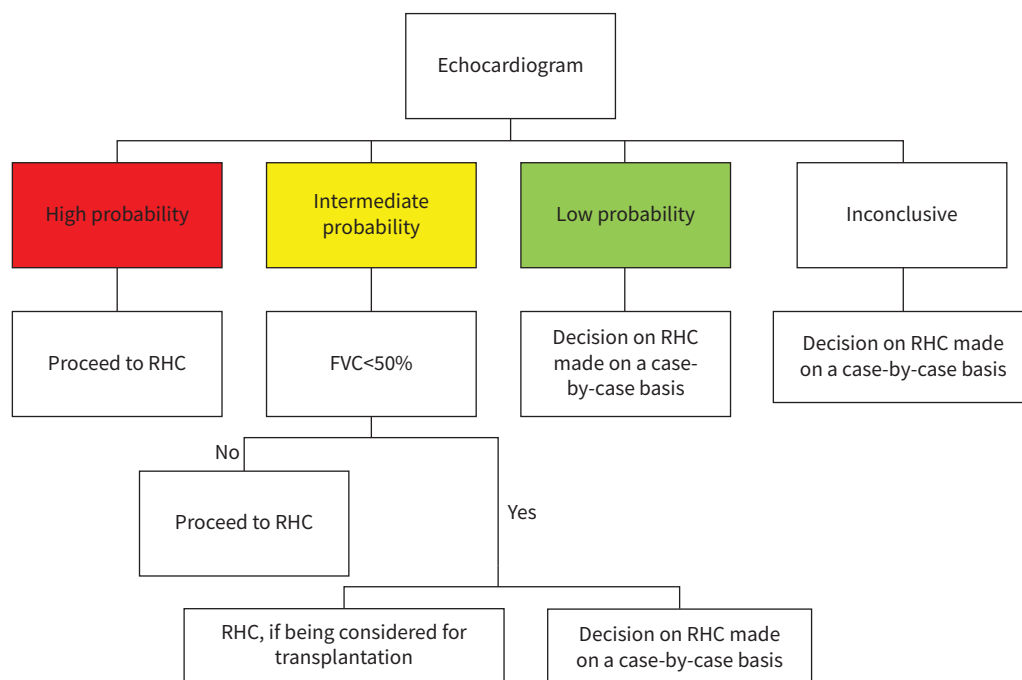 Echocardiogram
High probability
Intermediate
probability
Low probability
Inconclusive
Proceed to RHC
FVC<50%
Decision on RHC
made on a case-
by-case basis
Decision on RHC made
on a case-by-case basis
No
Proceed to RHC
Yes
RHC, if being considered for
transplantation
Decision on RHC made
on a case-by-case basis